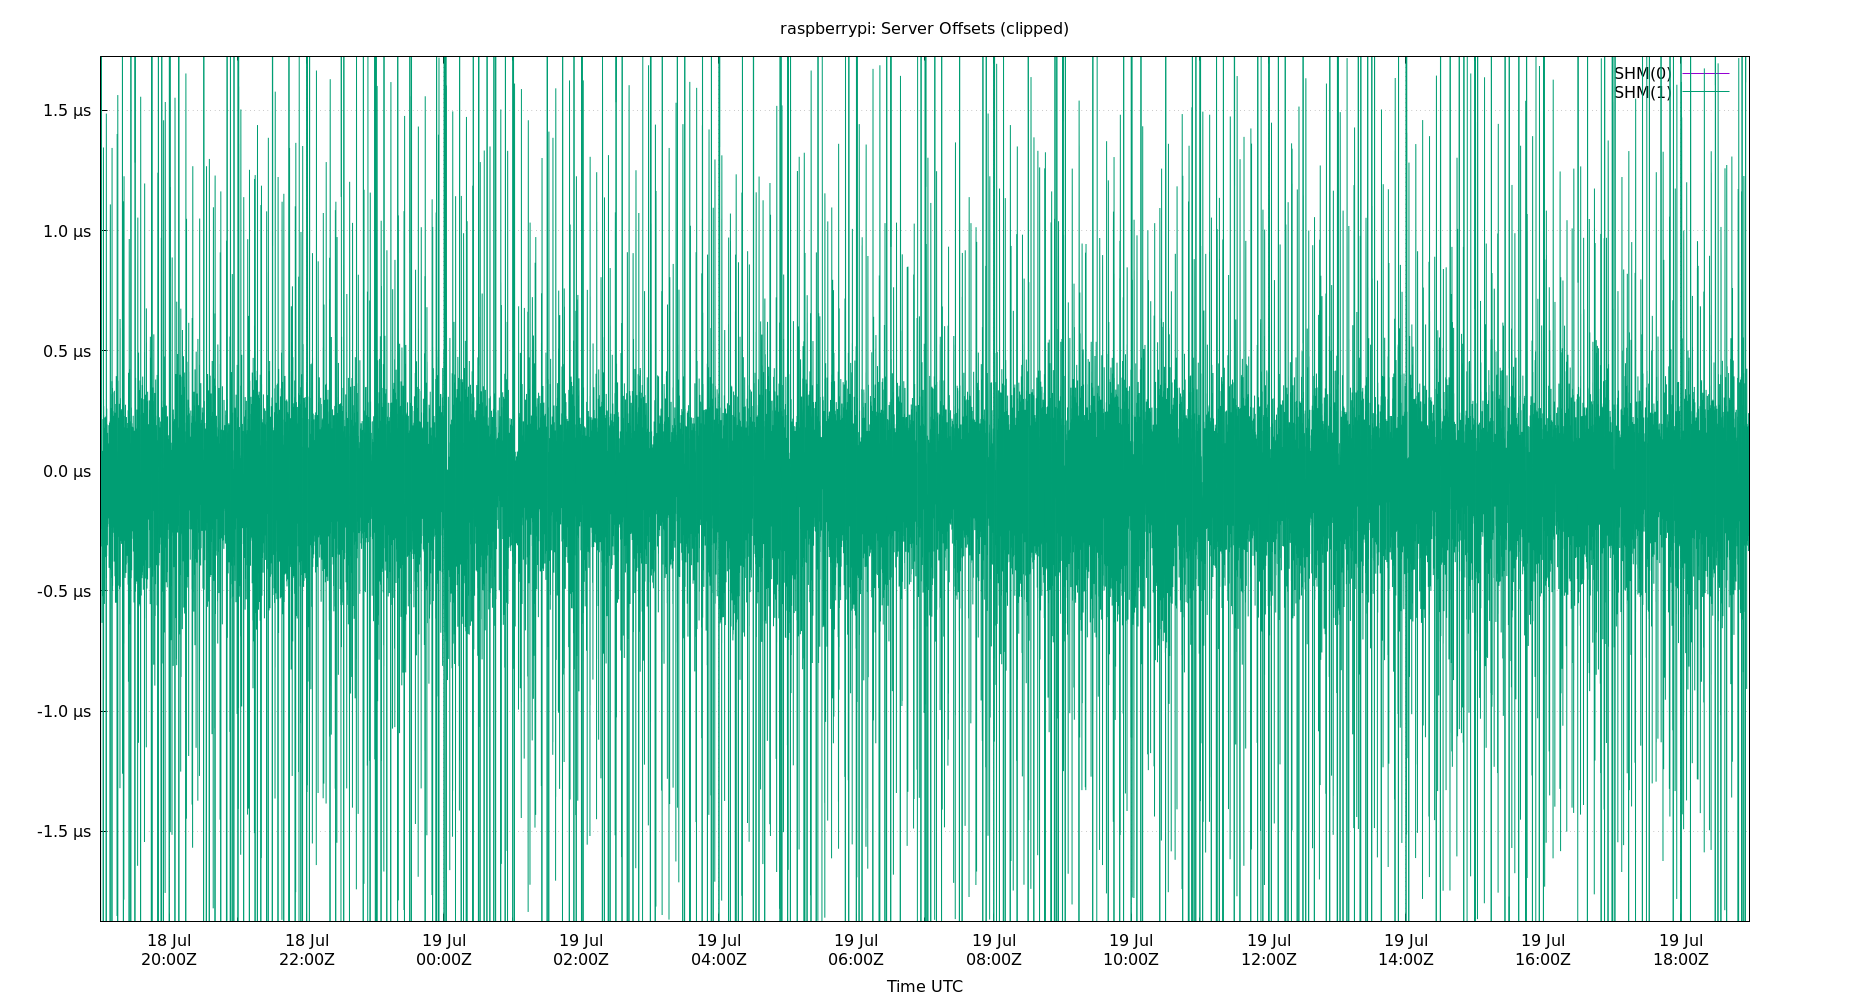 raspberrypi: Server Offsets (clipped)
SHM(0)
SHM(1)
1.5 µs
1.0 µs
0.5 µs
0.0 µs
-0.5 µs
-1.0 µs
-1.5 µs
18 Jul 18 Jul 19 Jul 19 Jul 19 Jul 19 Jul 19 Jul 19 Jul 19 Jul 19 Jul 19 Jul 19 Jul
20:00Z 22:00Z 00:00Z 02:00Z 04:00Z 06:00Z 08:00Z 10:00Z 12:00Z 14:00Z 16:00Z 18:00Z
Time UTC